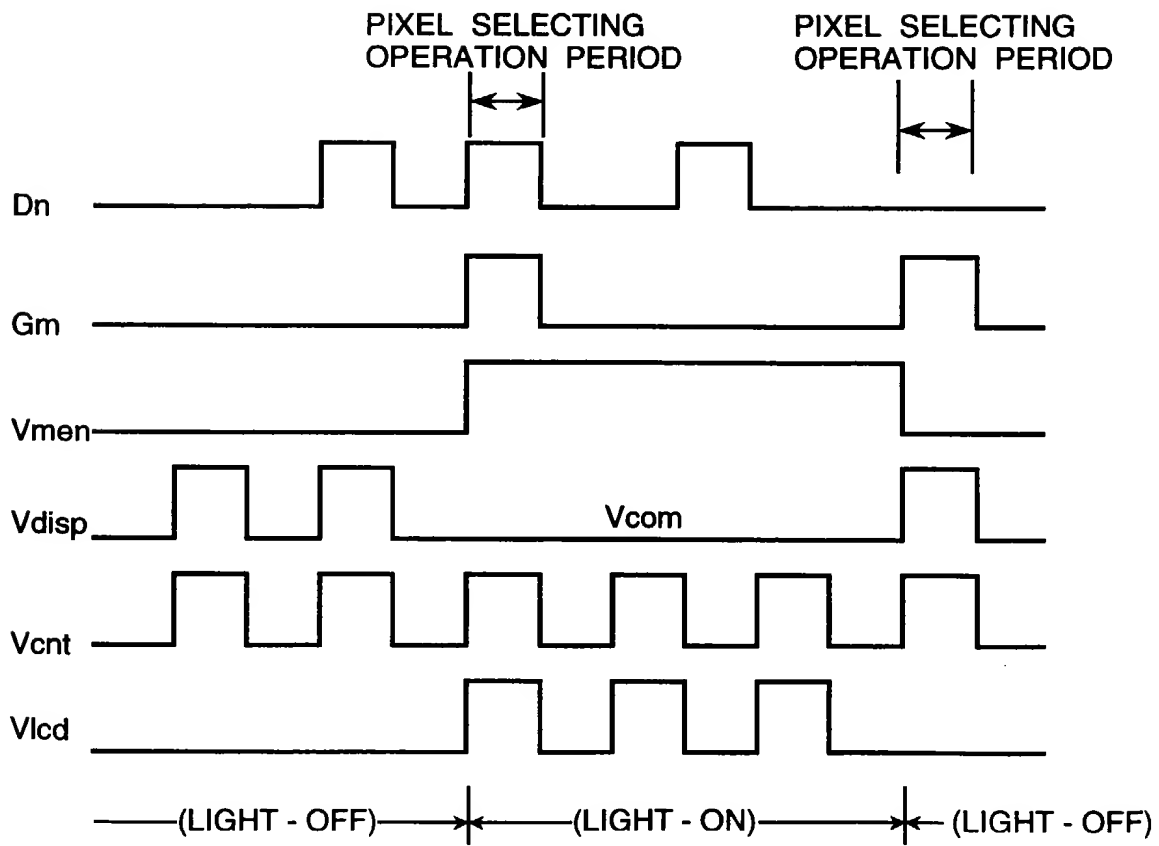 PIXEL SELECTING
OPERATION PERIOD
PIXEL SELECTING
OPERATION PERIOD
Dn
Gm
Vmen
Vdisp
Vcom
Vcnt
Vlcd
(LIGHT - OFF)
(LIGHT - ON)
(LIGHT - OFF)